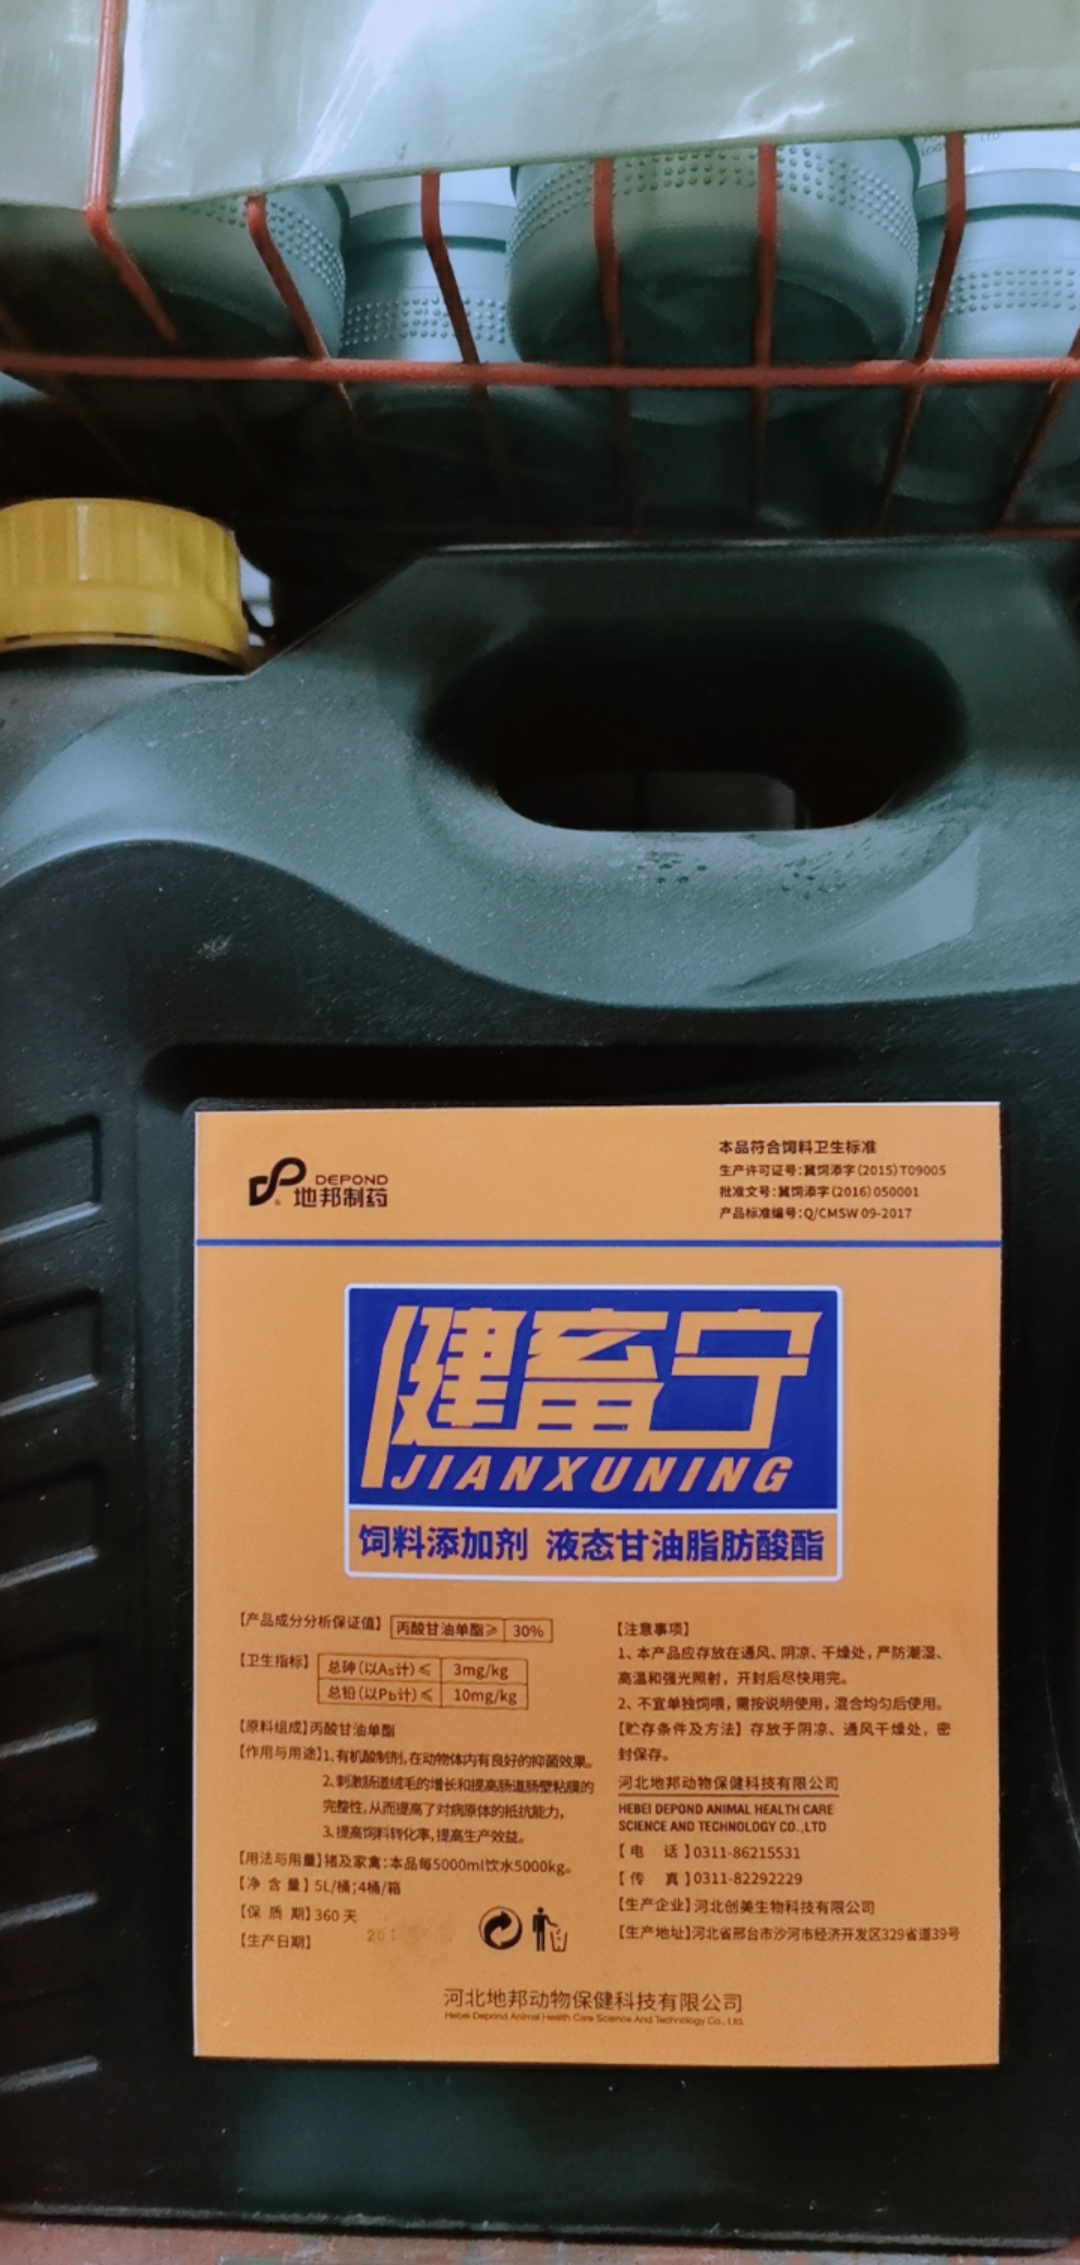 DEPOND
地邦制药
本品符合饲料卫生标准
生产许可证号:冀饲添字(2015)T09005
批准文号:冀饲添字(2016)050001
产品标准编号:Q/CMSW 09-2017
健畜宁
JIANXUNING
饲料添加剂 液态甘油脂肪酸酯
【产品成分分析保证值】 丙酸甘油单酯≥ 30%
【卫生指标】 总砷(以As计)≤ 3mg/kg
总铅(以Pb计)≤ 10mg/kg
【原料组成】丙酸甘油单酯
【作用与用途】1、有机酸制剂,在动物体内有良好的抑菌效果。
2、刺激肠道绒毛的增长和提高肠道肠壁粘膜的
完整性,从而提高了对病原体的抵抗能力,
3、提高饲料转化率,提高生产效益。
【用法与用量】猪及家禽:本品每5000ml饮水5000kg。
【净 含 量】5L/桶;4桶/箱
【保 质 期】360 天
【生产日期】
【注意事项】
1、本产品应存放在通风、阴凉、干燥处,严防潮湿、
高温和强光照射，开封后尽快用完。
2、不宜单独饲喂，需按说明使用，混合均匀后使用。
【贮存条件及方法】存放于阴凉、通风干燥处，密
封保存。
河北地邦动物保健科技有限公司
HEBEI DEPOND ANIMAL HEALTH CARE
SCIENCE AND TECHNOLOGY CO.,LTD
【电 话】0311-86215531
【传 真】0311-82292229
【生产企业】河北创美生物科技有限公司
【生产地址】河北省邢台市沙河市经济开发区329省道39号
河北地邦动物保健科技有限公司
Hebei Depond Animal Health Care Science And Technology Co., Ltd.